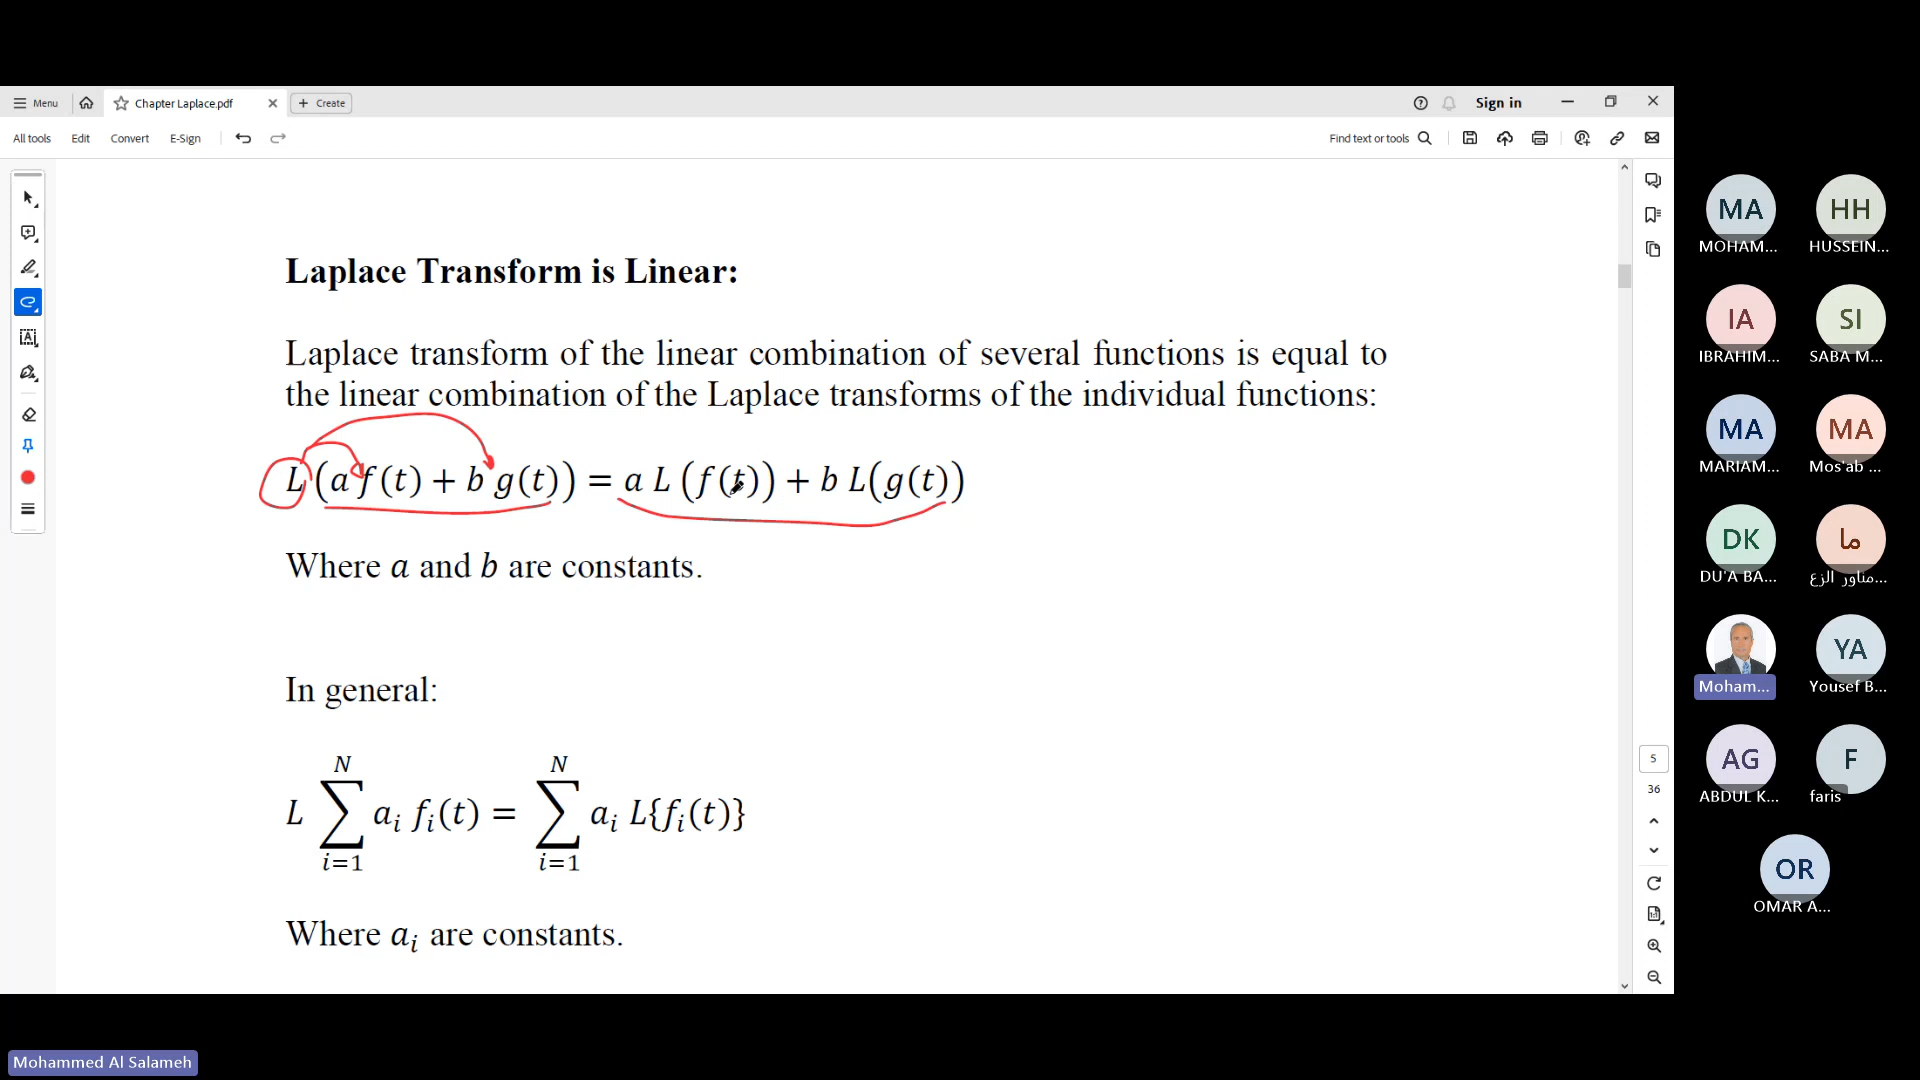 Menu
Chapter Laplace.pdf
Create
Sign in
All tools
Edit
Convert
E-Sign
Find text or tools
Laplace Transform is Linear:
Laplace transform of the linear combination of several functions is equal to
the linear combination of the Laplace transforms of the individual functions:
L (a f(t) + b g(t)) = a L (f(t)) + b L(g(t))
Where a and b are constants.
In general:
L ∑_{i=1}^{N} a_i f_i(t) = ∑_{i=1}^{N} a_i L{f_i(t)}
Where a_i are constants.
5
36
MA
MOHAM...
HH
HUSSEIN...
IA
IBRAHIM...
SI
SABA M...
MA
MARIAM...
MA
Mos'ab ...
DK
DU'A BA...
ما
مناور الزع...
Moham...
YA
Yousef B...
AG
ABDUL K...
F
faris
OR
OMAR A...
Mohammed Al Salameh